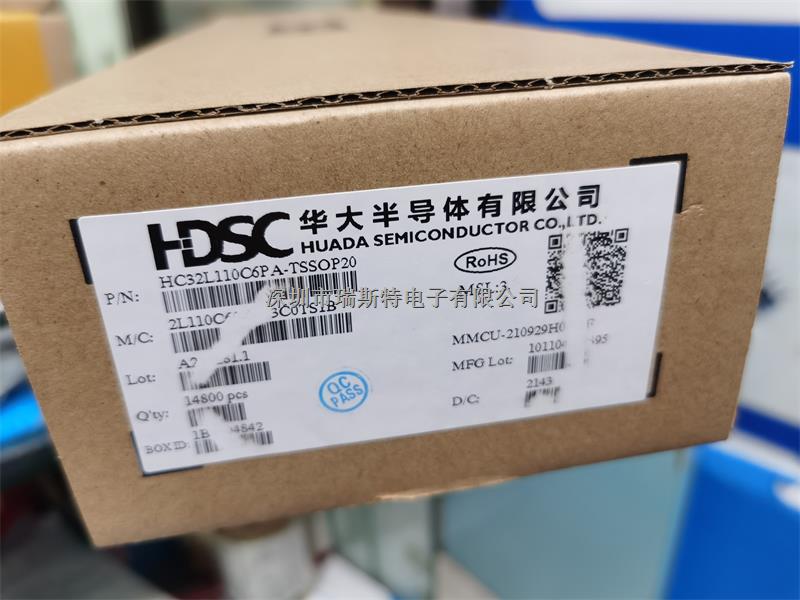 HDSC 华大半导体有限公司
HUADA SEMICONDUCTOR CO.,LTD.
P/N: HC32L110C6PA-TSSOP20
RoHS
MSL:3
深圳市瑞斯特电子有限公司
M/C:
Lot:
MFG Lot:
Q'ty: 14800 pcs
D/C: 2143
BOX ID:
QC
PASS